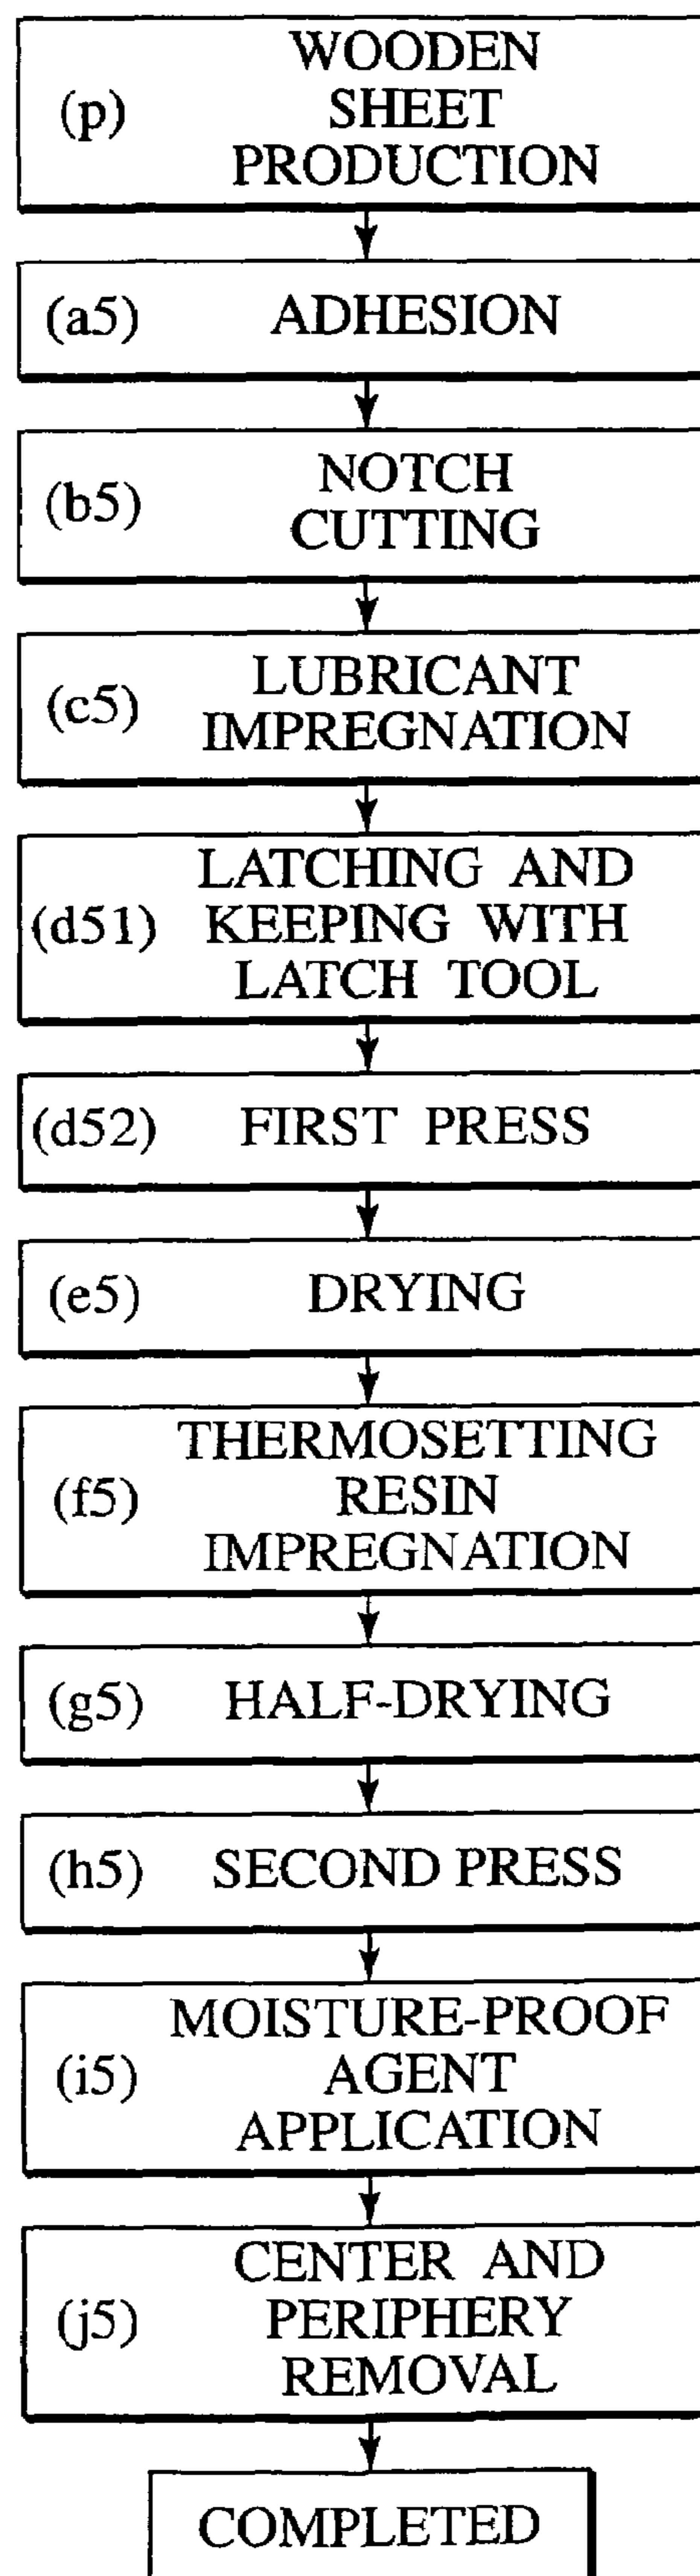 WOODEN
(p) SHEET
PRODUCTION
(a5) ADHESION
NOTCH
(b5) CUTTING
LUBRICANT
(c5) IMPREGNATION
LATCHING AND
(d51) KEEPING WITH
LATCH TOOL
(d52) FIRST PRESS
(e5) DRYING
THERMOSETTING
(f5) RESIN
IMPREGNATION
(g5) HALF-DRYING
(h5) SECOND PRESS
MOISTURE-PROOF
(i5) AGENT
APPLICATION
CENTER AND
(j5) PERIPHERY
REMOVAL
COMPLETED